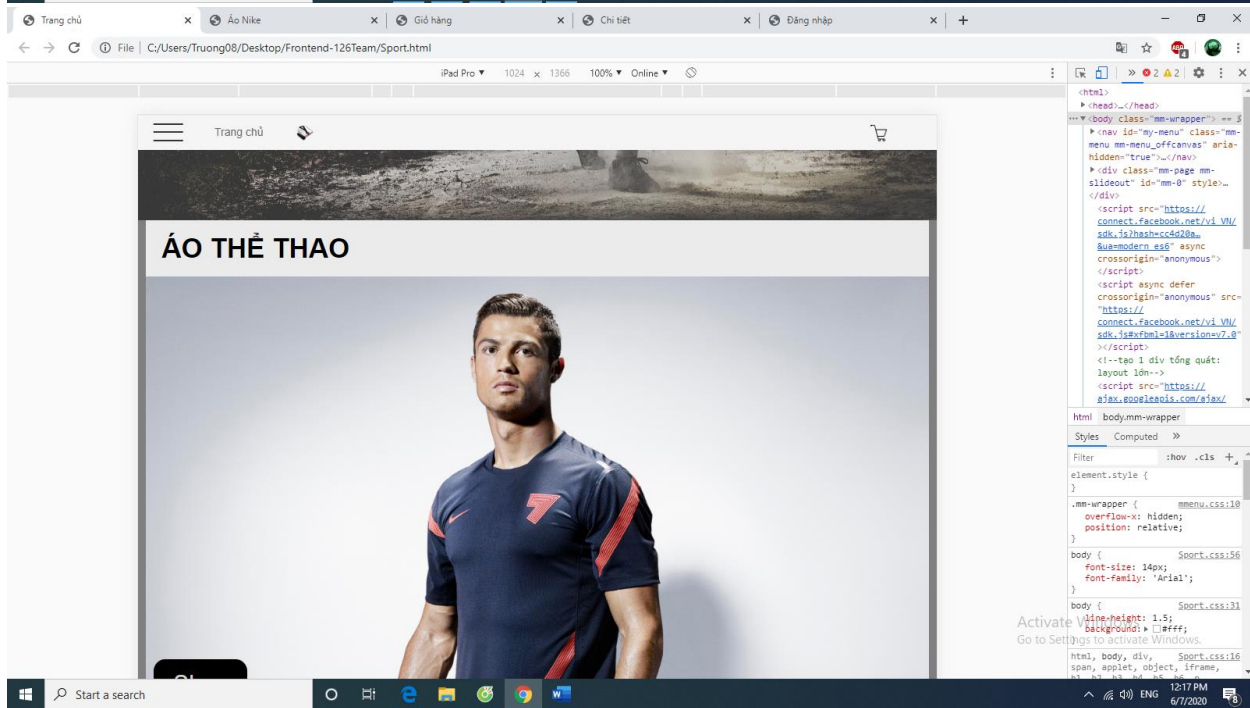 Trang chủ
Áo Nike
Giỏ hàng
Chi tiết
Đăng nhập
File
C:/Users/Truong08/Desktop/Frontend-126Team/Sport.html
iPad Pro ▼ 1024 × 1366 100% ▼ Online ▼
2 2
Trang chủ
ÁO THỂ THAO
7
<html>
<head>…</head>
<body class="mm-wrapper"> == $
<nav id="my-menu" class="mm-
menu mm-menu_offcanvas" aria-
hidden="true">…</nav>
<div class="mm-page mm-
slideout" id="mm-0" style>…
</div>
<script src="https://
connect.facebook.net/vi_VN/
sdk.js?hash=cc4d20a…
&ua=modern_es6" async
crossorigin="anonymous">
</script>
<script async defer
crossorigin="anonymous" src=
"https://
connect.facebook.net/vi_VN/
sdk.js#xfbml=1&version=v7.0"
></script>
<!--tạo 1 div tổng quát:
layout lớn-->
<script src="https://
ajax.googleapis.com/ajax/
html body.mm-wrapper
Styles Computed »
Filter :hov .cls +
element.style {
}
.mm-wrapper { mmenu.css:10
overflow-x: hidden;
position: relative;
}
body { Sport.css:56
font-size: 14px;
font-family: 'Arial';
}
body { Sport.css:31
line-height: 1.5;
background: #fff;
Activate Windows
Go to Settings to activate Windows.
html, body, div, Sport.css:16
span, applet, object, iframe,
Start a search
ENG
12:17 PM
6/7/2020
8